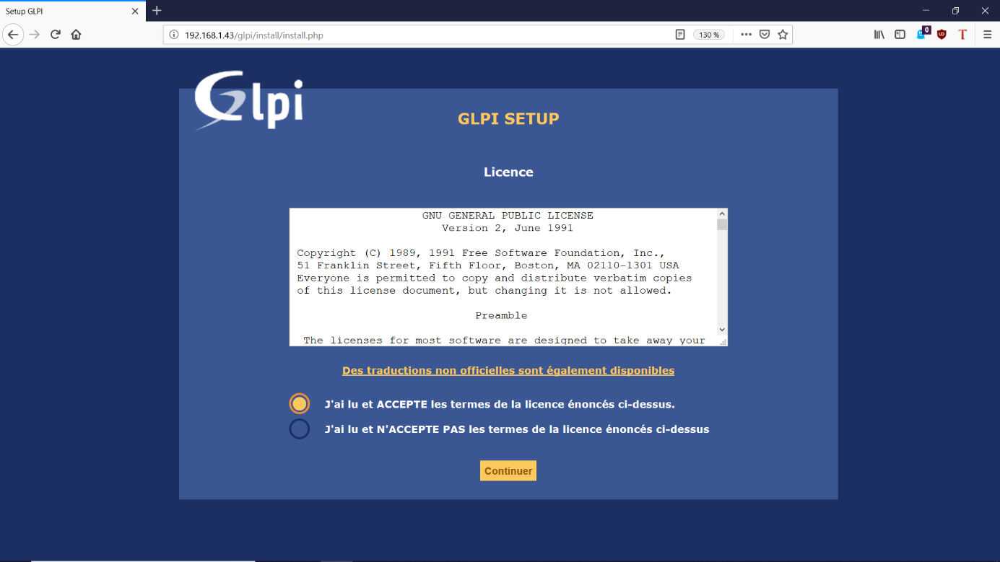 Setup GLPI
192.168.1.43/glpi/install/install.php
130 %
0
T
Glpi
GLPI SETUP
Licence
GNU GENERAL PUBLIC LICENSE
Version 2, June 1991
Copyright (C) 1989, 1991 Free Software Foundation, Inc.,
51 Franklin Street, Fifth Floor, Boston, MA 02110-1301 USA
Everyone is permitted to copy and distribute verbatim copies
of this license document, but changing it is not allowed.
Preamble
The licenses for most software are designed to take away your
Des traductions non officielles sont également disponibles
J'ai lu et ACCEPTE les termes de la licence énoncés ci-dessus.
J'ai lu et N'ACCEPTE PAS les termes de la licence énoncés ci-dessus
Continuer